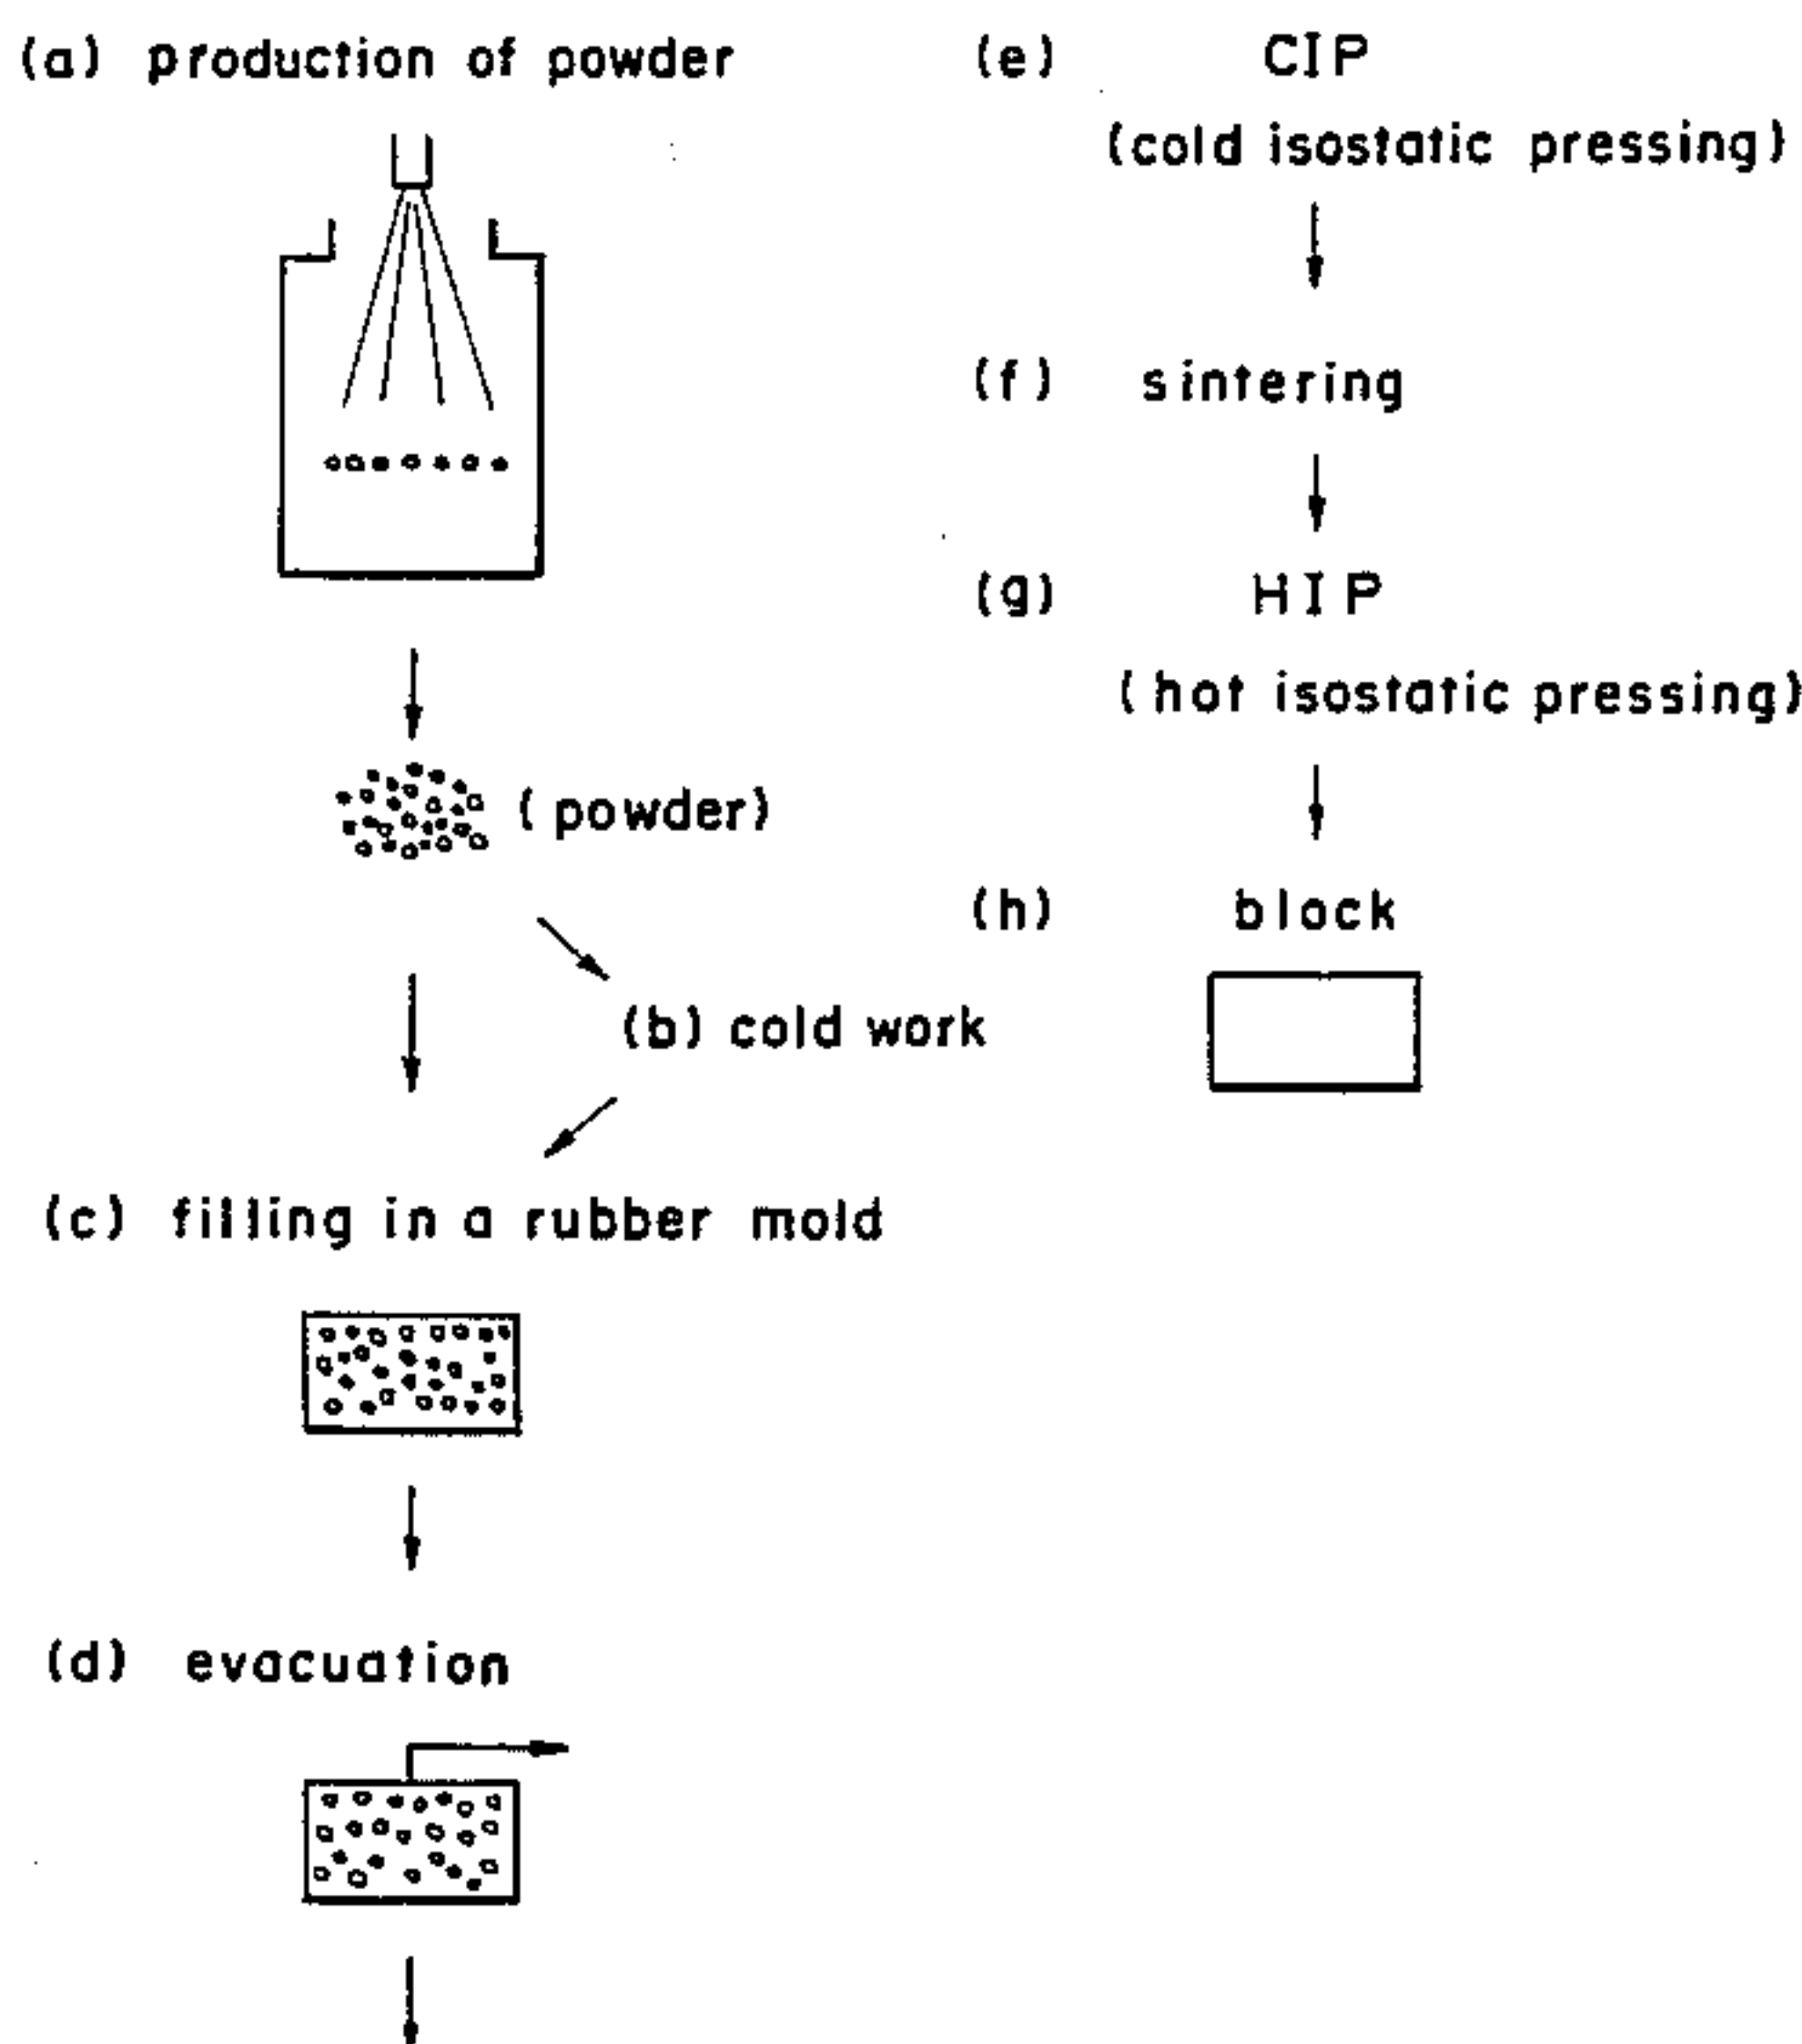 (a) production of powder
(powder)
(b) cold work
(c) filling in a rubber mold
(d) evacuation
(e) CIP
(cold isostatic pressing)
(f) sintering
(g) HIP
(hot isostatic pressing)
(h) block